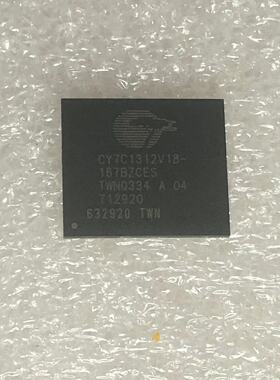 CY7C1312V18-
167BZCES
TWN0334 A 04
T12920
632920 TWN